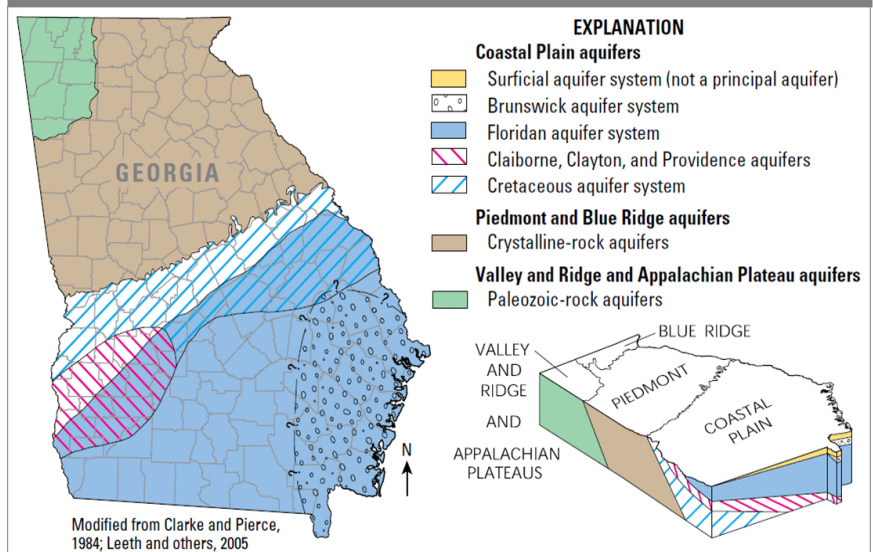 EXPLANATION
Coastal Plain aquifers
Surficial aquifer system (not a principal aquifer)
Brunswick aquifer system
Floridan aquifer system
Claiborne, Clayton, and Providence aquifers
Cretaceous aquifer system
Piedmont and Blue Ridge aquifers
Crystalline-rock aquifers
Valley and Ridge and Appalachian Plateau aquifers
Paleozoic-rock aquifers
GEORGIA
?
?
?
?
?
?
N
Modified from Clarke and Pierce,
1984; Leeth and others, 2005
BLUE RIDGE
VALLEY
AND
RIDGE
AND
APPALACHIAN
PLATEAUS
PIEDMONT
COASTAL
PLAIN